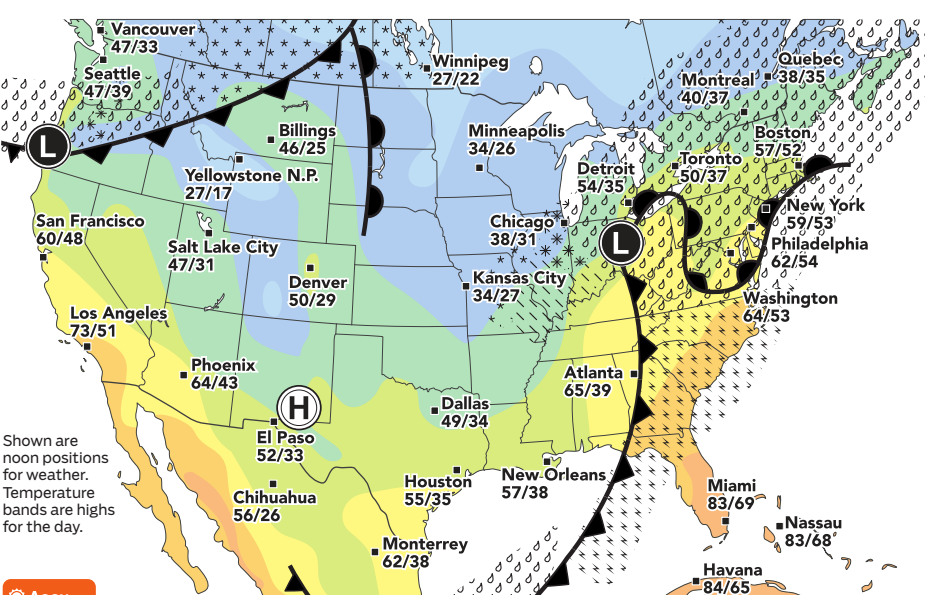 Vancouver
47/33
Seattle
47/39
Winnipeg
27/22
Quebec
38/35
Montreal
40/37
Billings
46/25
Minneapolis
34/26
Boston
57/52
Yellowstone N.P.
27/17
Detroit
54/35
Toronto
50/37
L
San Francisco
60/48
Chicago
38/31
New York
59/53
Salt Lake City
47/31
L
Philadelphia
62/54
Denver
50/29
Kansas City
34/27
Washington
64/53
Los Angeles
73/51
Phoenix
64/43
Atlanta
65/39
H
Dallas
49/34
El Paso
52/33
Shown are
noon positions
for weather.
Temperature
bands are highs
for the day.
Chihuahua
56/26
Houston
55/35
New Orleans
57/38
Miami
83/69
Nassau
83/68
Monterrey
62/38
Havana
84/65